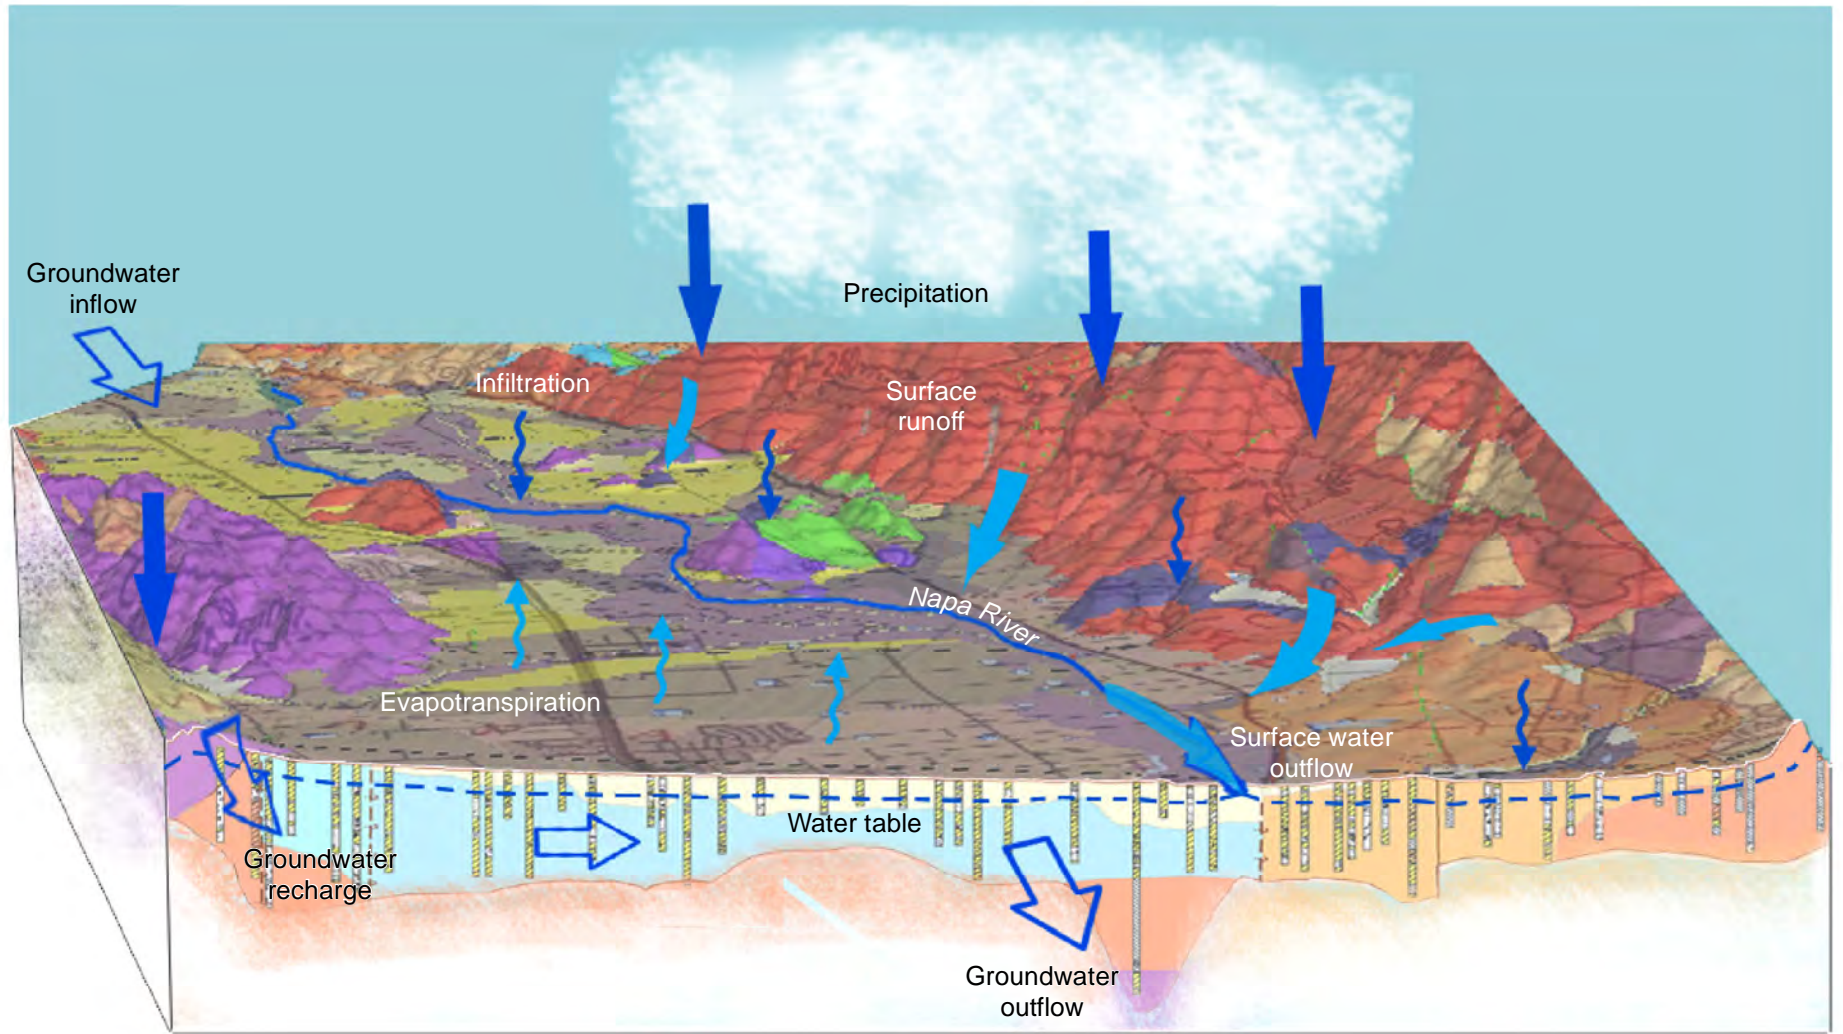 Groundwater
inflow
Precipitation
Infiltration
Surface
runoff
Napa River
Evapotranspiration
Surface water
outflow
Water table
Groundwater
recharge
Groundwater
outflow